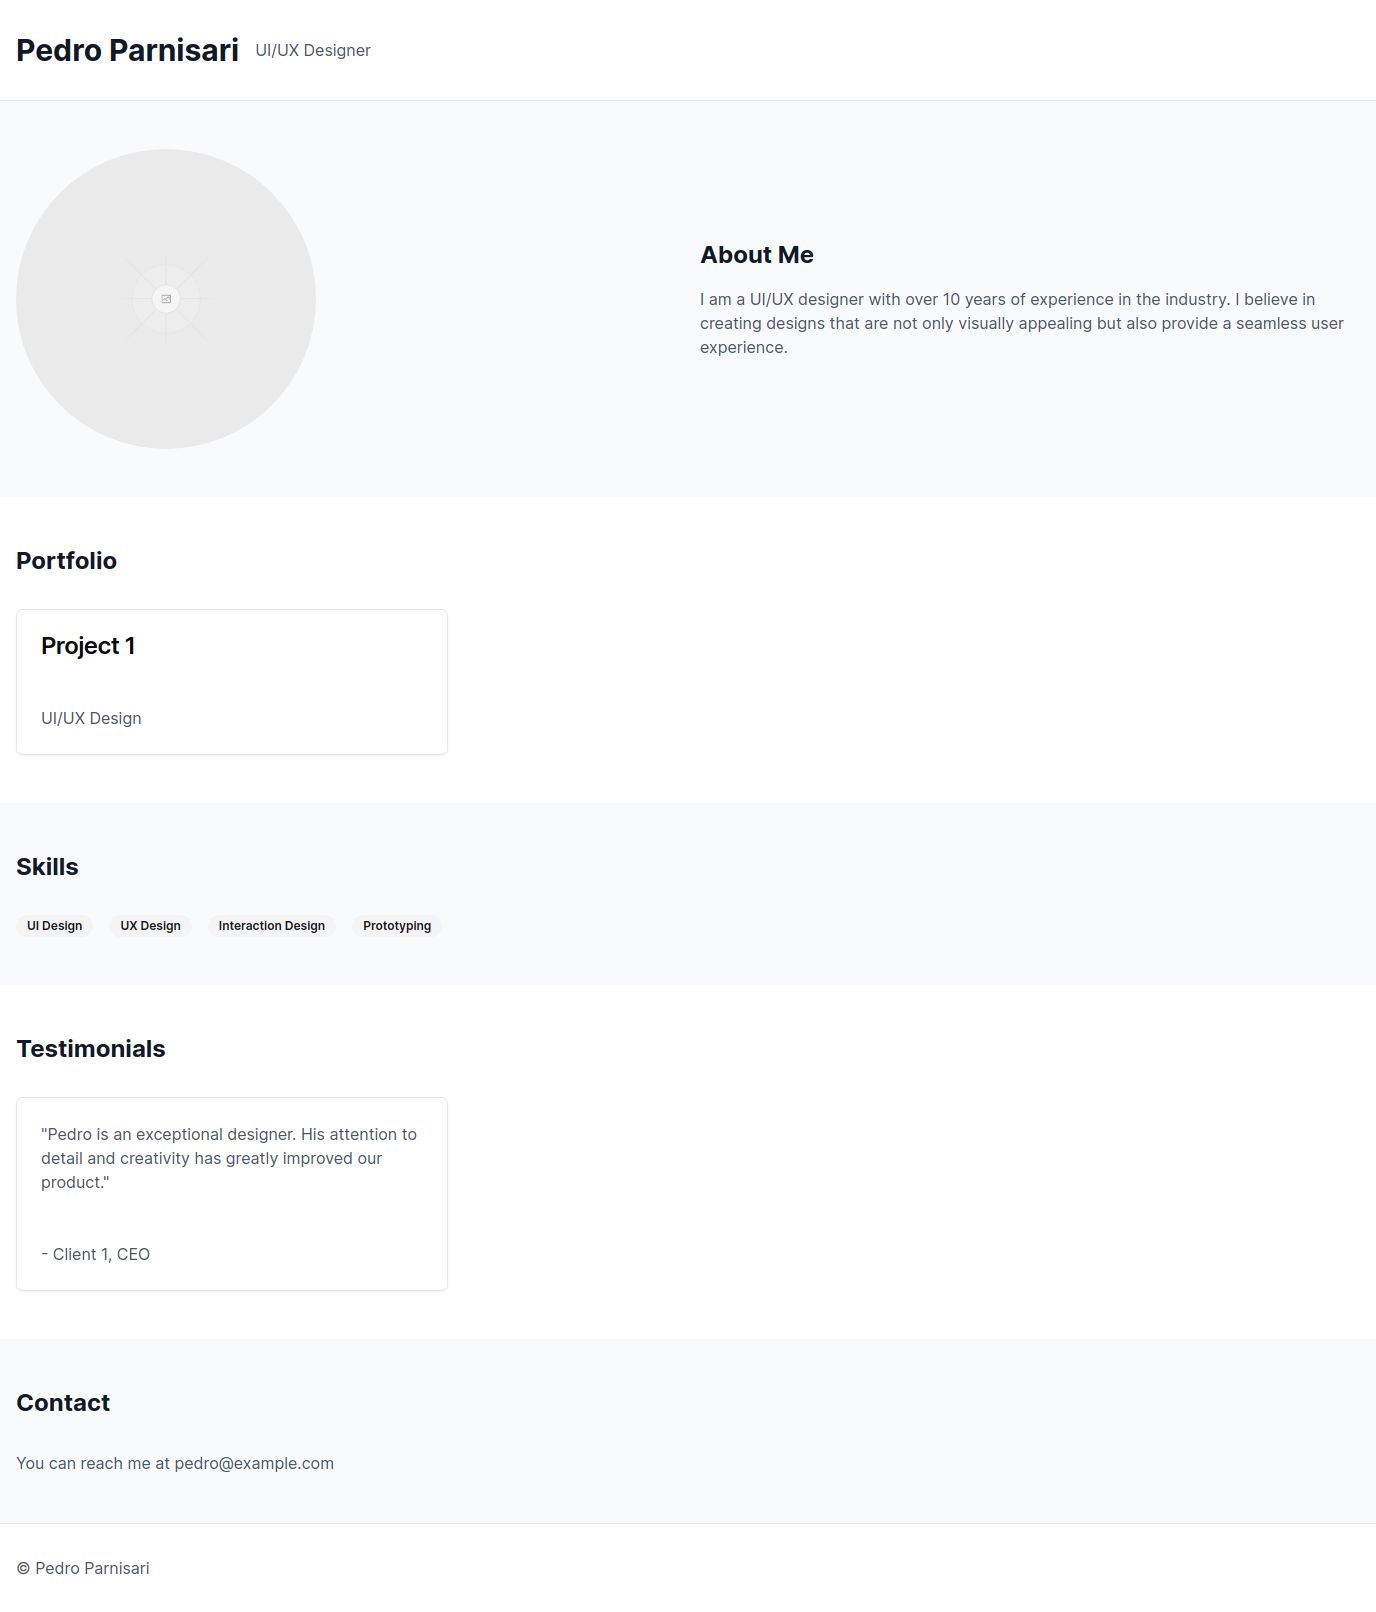 Pedro Parnisari UI/UX Designer
About Me
I am a UI/UX designer with over 10 years of experience in the industry. I believe in
creating designs that are not only visually appealing but also provide a seamless user
experience.
Portfolio
Project 1
UI/UX Design
Skills
UI Design UX Design Interaction Design Prototyping
Testimonials
"Pedro is an exceptional designer. His attention to
detail and creativity has greatly improved our
product."
- Client 1, CEO
Contact
You can reach me at pedro@example.com
© Pedro Parnisari